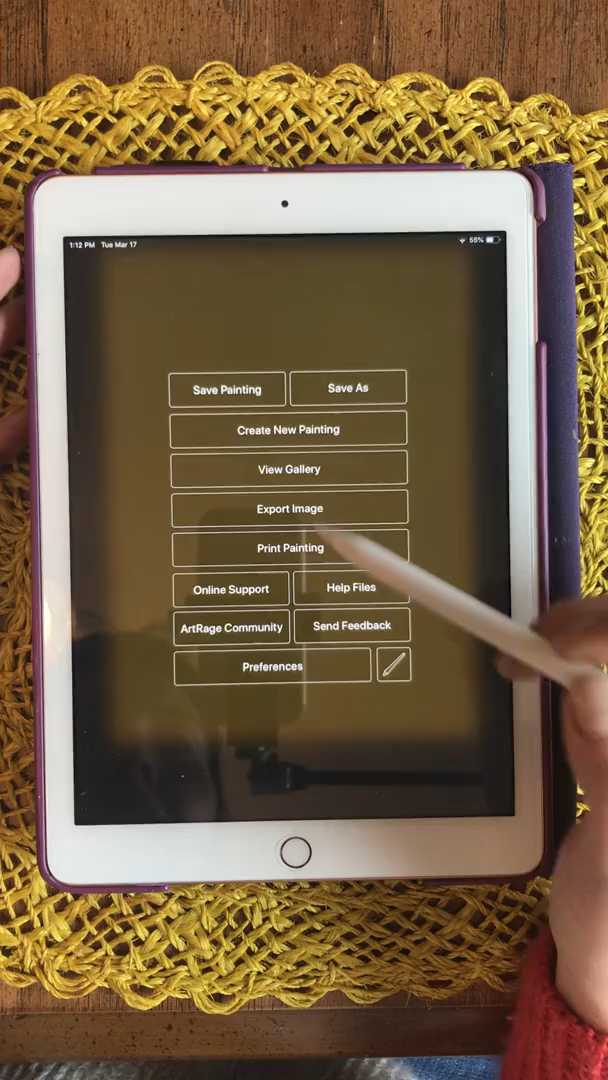 1:12 PM Tue Mar 17 55%
Save Painting Save As
Create New Painting
View Gallery
Export Image
Print Painting
Online Support Help Files
ArtRage Community Send Feedback
Preferences